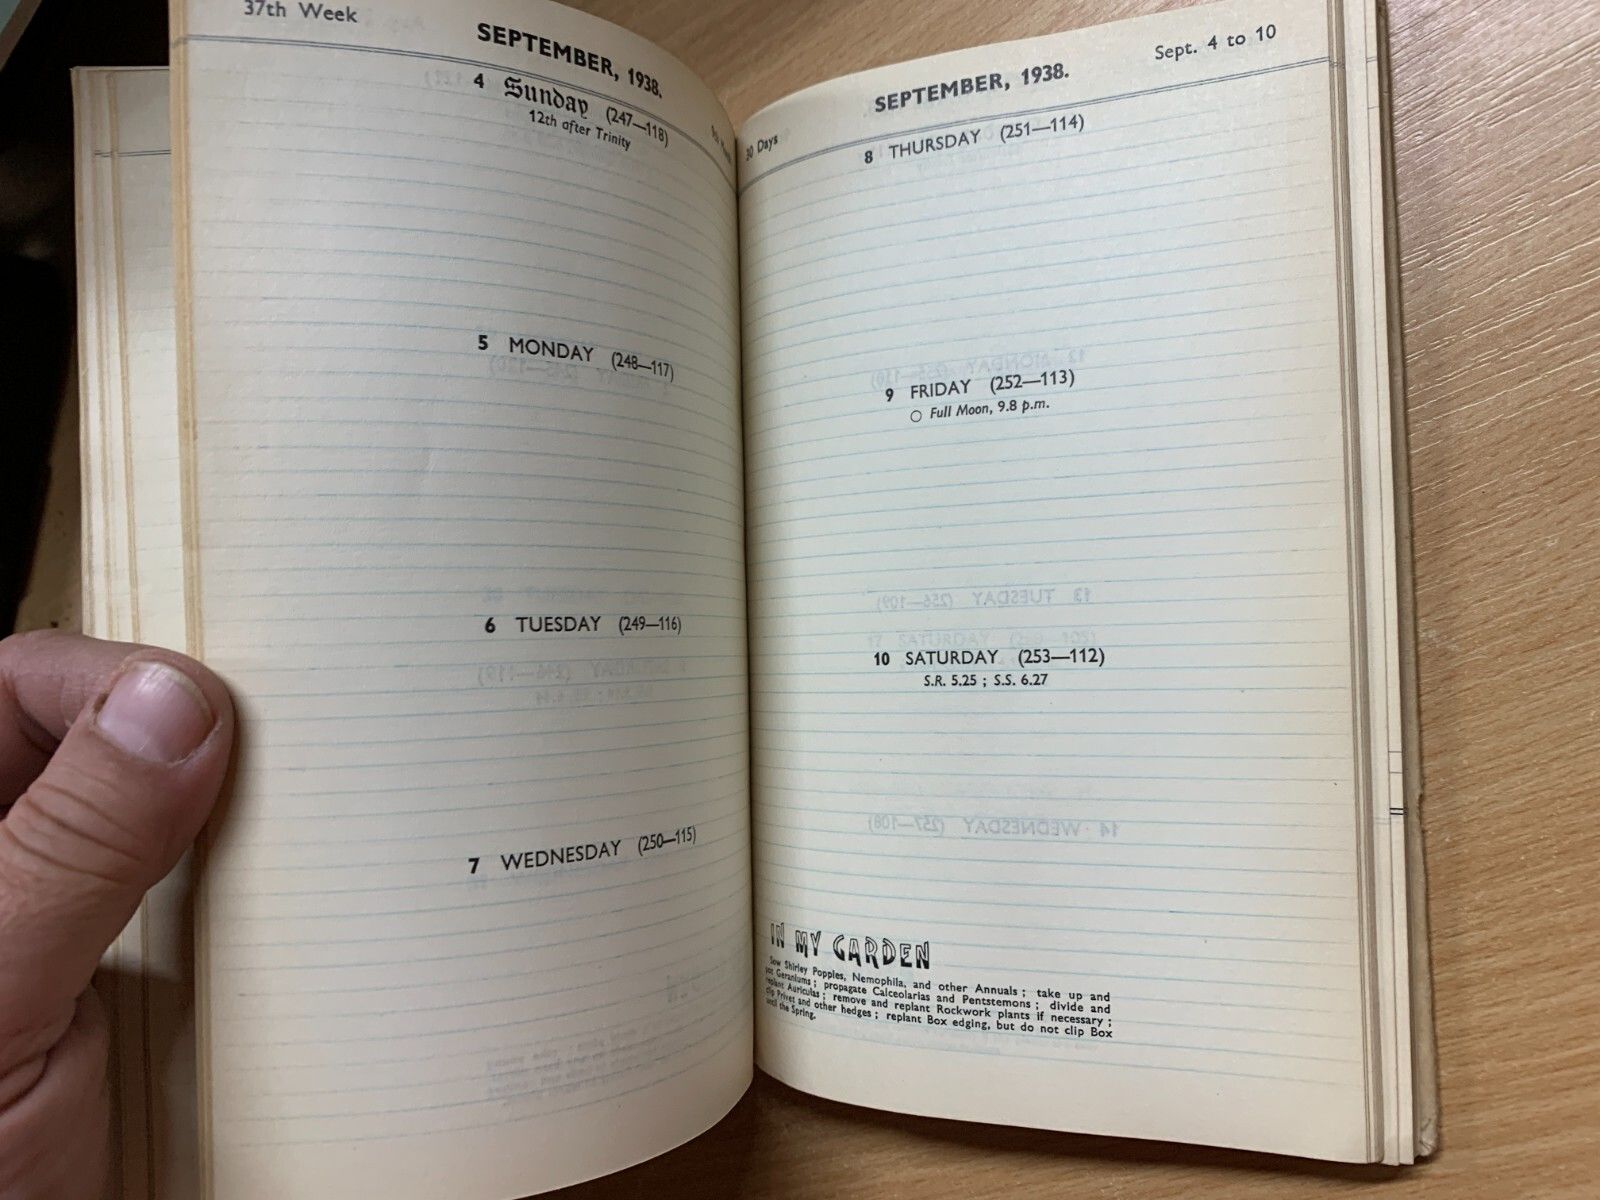 37th Week
SEPTEMBER, 1938.
4 Sunday (247—118)
12th after Trinity
5 MONDAY (248—117)
6 TUESDAY (249—116)
7 WEDNESDAY (250—115)
30 Days
SEPTEMBER, 1938.
Sept. 4 to 10
8 THURSDAY (251—114)
9 FRIDAY (252—113)
○ Full Moon, 9.8 p.m.
10 SATURDAY (253—112)
S.R. 5.25 ; S.S. 6.27
IN MY GARDEN
Sow Shirley Poppies, Nemophila, and other Annuals ; take up and
pot Geraniums ; propagate Calceolarias and Pentstemons ; divide and
replant Auriculas ; remove and replant Rockwork plants if necessary ;
clip Privet and other hedges ; replant Box edging, but do not clip Box
until the Spring.